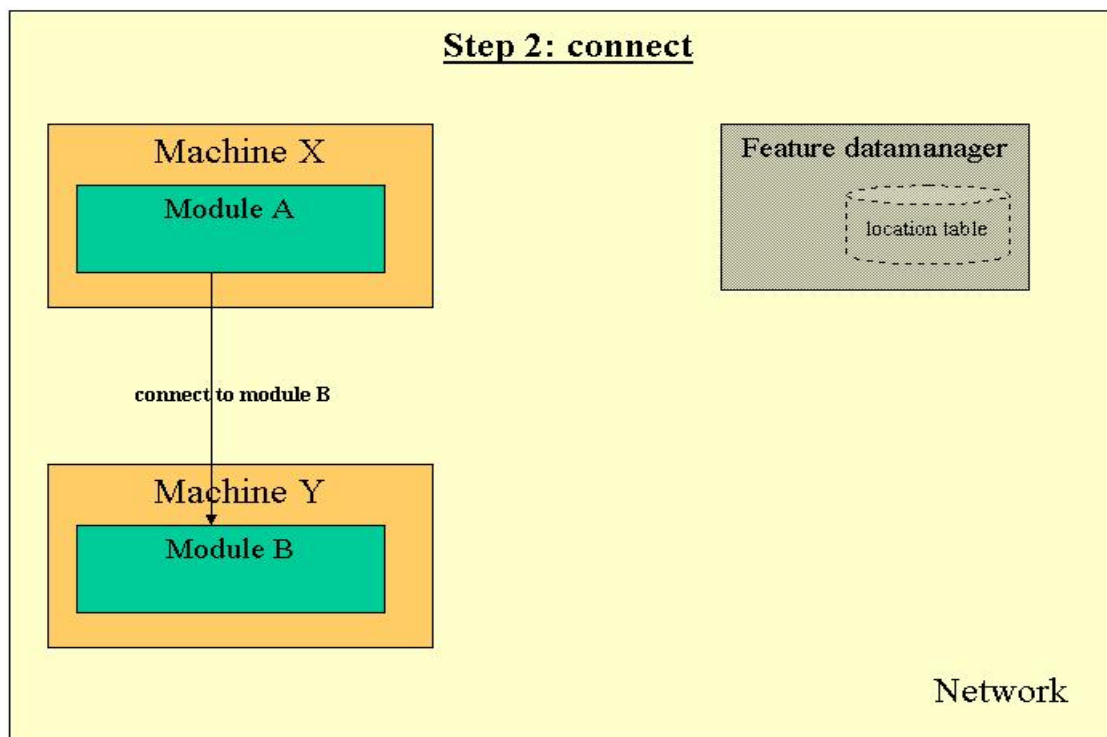 Step 2: connect
Machine X
Module A
Feature datamanager
location table
connect to module B
Machine Y
Module B
Network